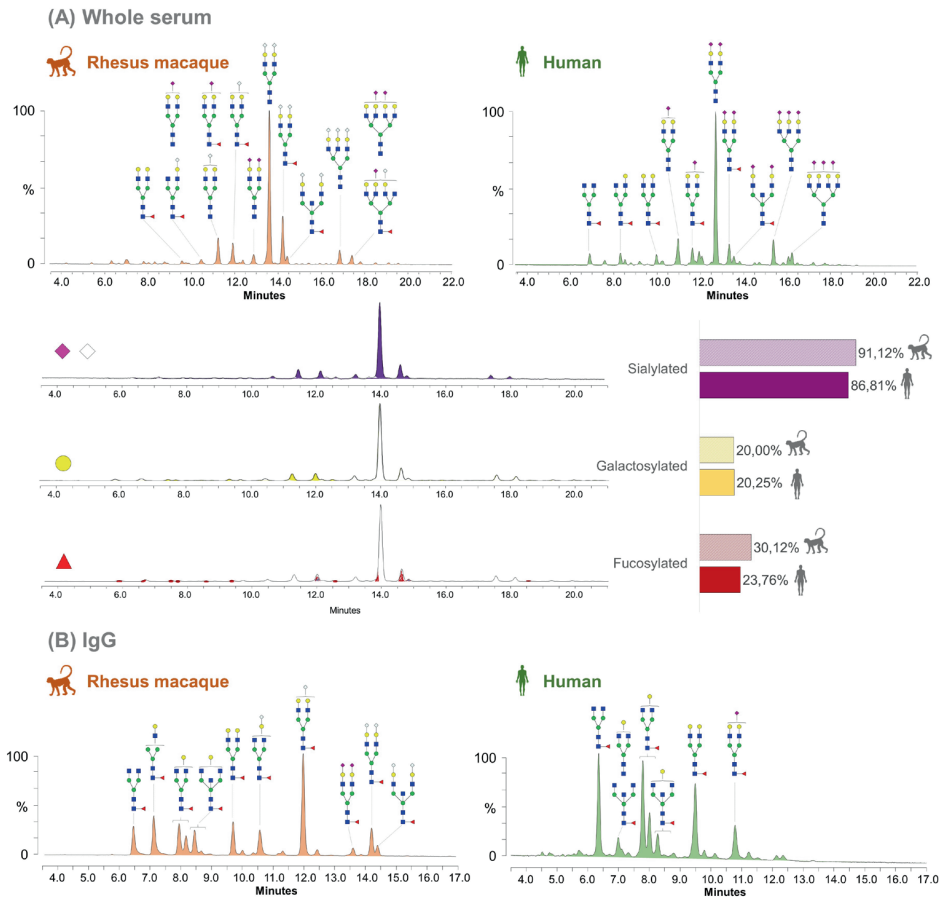 (A) Whole serum
Rhesus macaque
Human
100
%
0
4.0 6.0 8.0 10.0 12.0 14.0 16.0 18.0 20.0 22.0
Minutes
100
%
0
4.0 6.0 8.0 10.0 12.0 14.0 16.0 18.0 20.0 22.0
Minutes
4.0 6.0 8.0 10.0 12.0 14.0 16.0 18.0 20.0
4.0 6.0 8.0 10.0 12.0 14.0 16.0 18.0 20.0
4.0 6.0 8.0 10.0 12.0 14.0 16.0 18.0 20.0
Minutes
Sialylated
91,12%
86,81%
Galactosylated
20,00%
20,25%
Fucosylated
30,12%
23,76%
(B) IgG
Rhesus macaque
Human
100
%
0
4.0 5.0 6.0 7.0 8.0 9.0 10.0 11.0 12.0 13.0 14.0 15.0 16.0 17.0
Minutes
100
%
0
4.0 5.0 6.0 7.0 8.0 9.0 10.0 11.0 12.0 13.0 14.0 15.0 16.0 17.0
Minutes